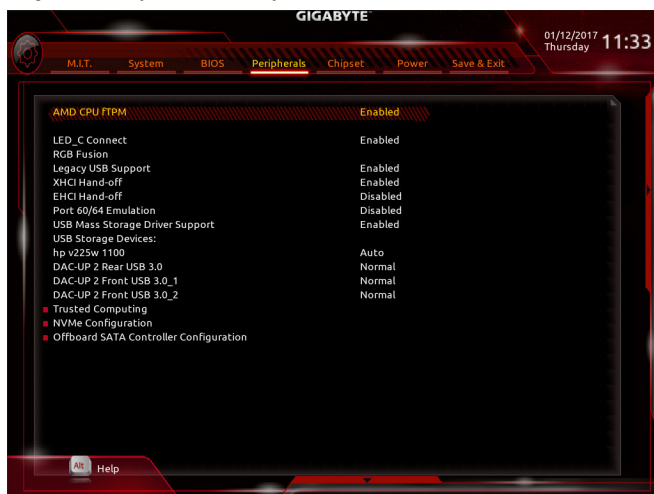 GIGABYTE™
01/12/2017 11:33
Thursday
M.I.T. System BIOS Peripherals Chipset Power Save & Exit
AMD CPU fTPM Enabled
LED_C Connect Enabled
RGB Fusion
Legacy USB Support Enabled
XHCI Hand-off Enabled
EHCI Hand-off Disabled
Port 60/64 Emulation Disabled
USB Mass Storage Driver Support Enabled
USB Storage Devices:
hp v225w 1100 Auto
DAC-UP 2 Rear USB 3.0 Normal
DAC-UP 2 Front USB 3.0_1 Normal
DAC-UP 2 Front USB 3.0_2 Normal
Trusted Computing
NVMe Configuration
Offboard SATA Controller Configuration
Alt Help